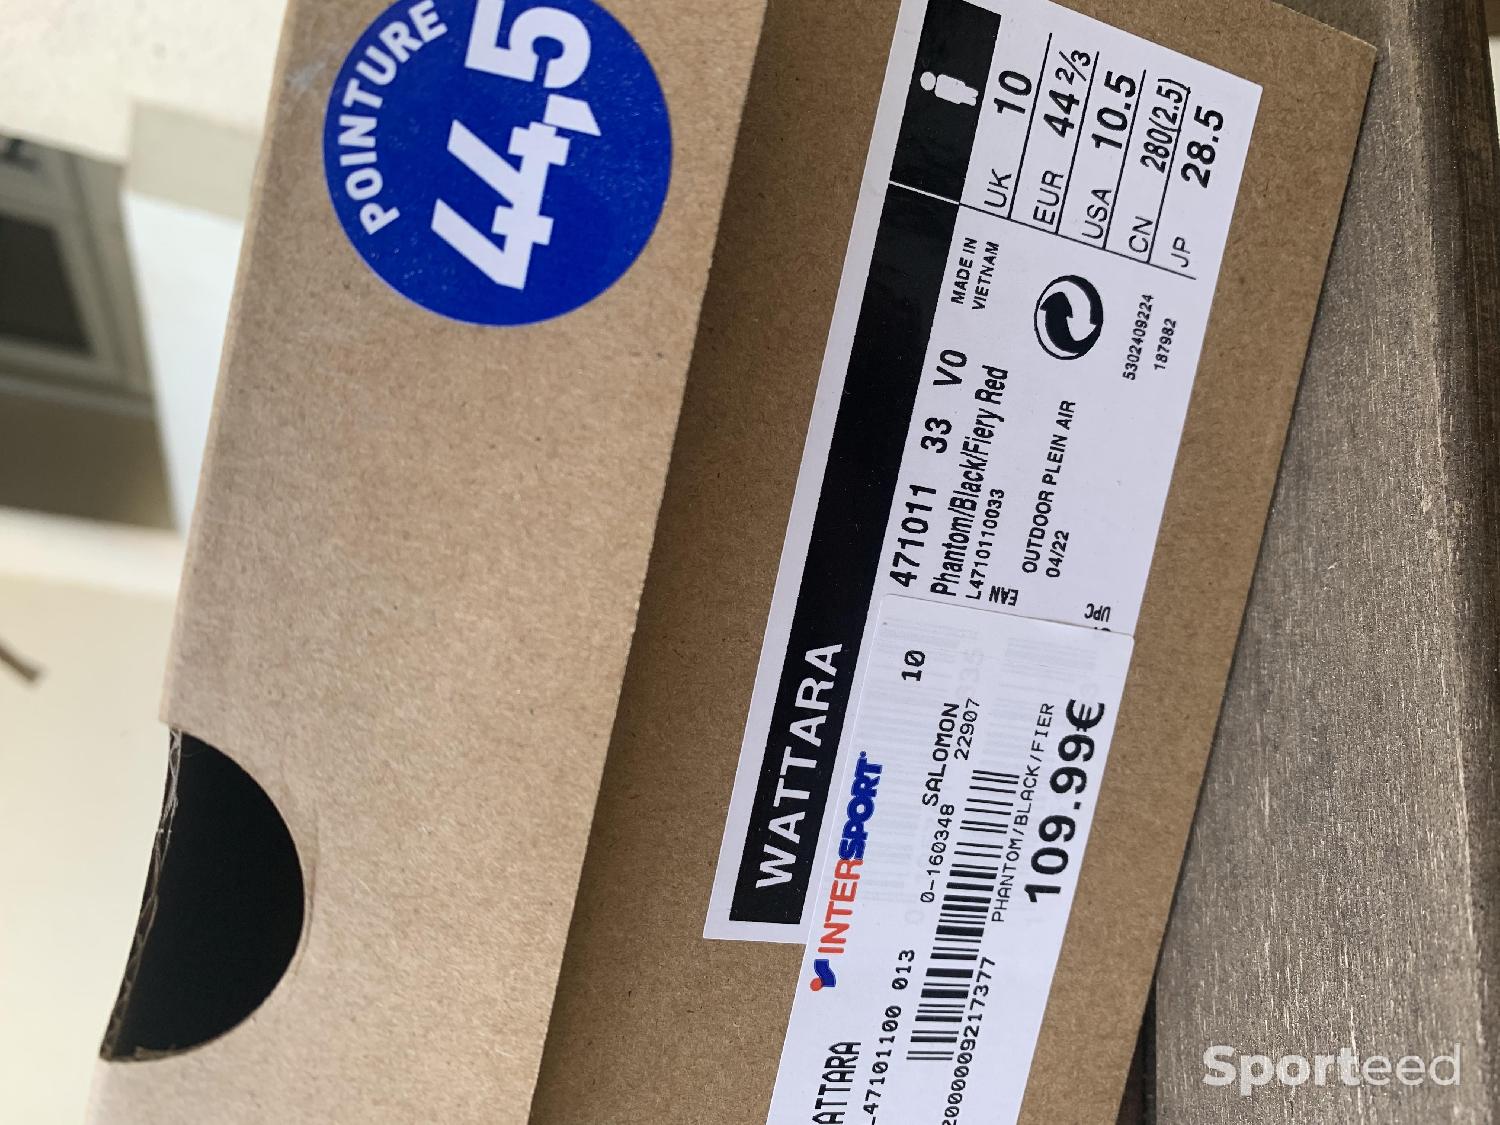 POINTURE
44,5
WATTARA
471011 33 V0
Phantom/Black/Fiery Red
L4710110033
EAN
MADE IN
VIETNAM
OUTDOOR PLEIN AIR
04/22
UPC
5302409224
187982
UK 10
EUR 44 2/3
USA 10.5
CN 280(2.5)
JP 28.5
INTERSPORT
ATTARA
10
L47101100 013
0-160348 SALOMON
22907
2000000921737​7
PHANTOM/BLACK/FIER
109.99€
Sporteed